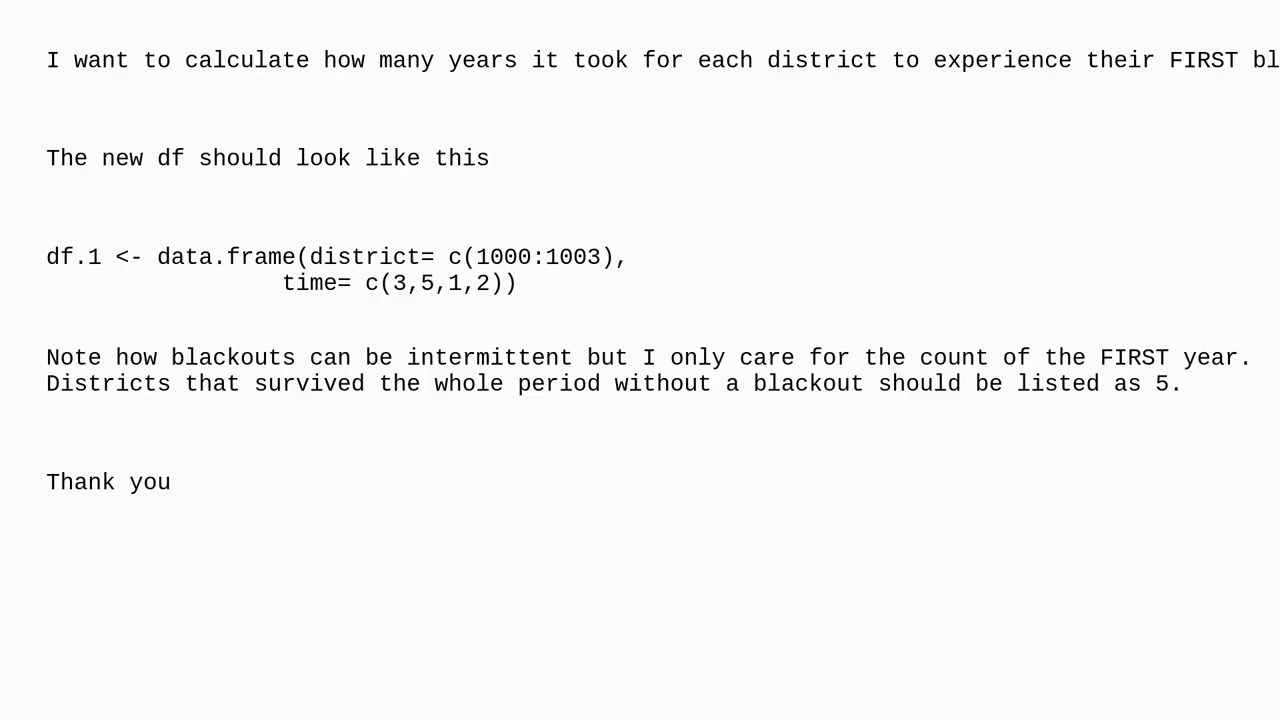 I want to calculate how many years it took for each district to experience their FIRST
The new df should look like this
df.1 <- data.frame(district= c(1000:1003),
time= c(3,5,1,2))
Note how blackouts can be intermittent but I only care for the count of the FIRST year.
Districts that survived the whole period without a blackout should be listed as 5.
Thank you